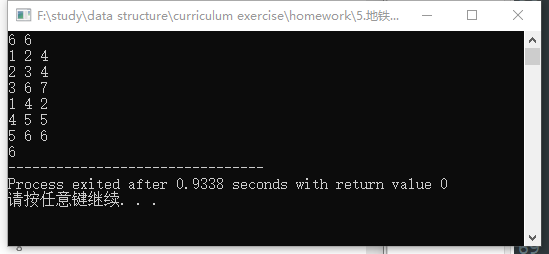 F:\study\data structure\curriculum exercise\homework\5.地铁...
6 6
1 2 4
2 3 4
3 6 7
1 4 2
4 5 5
5 6 6
6
--------------------------------
Process exited after 0.9338 seconds with return value 0
请按任意键继续. . .